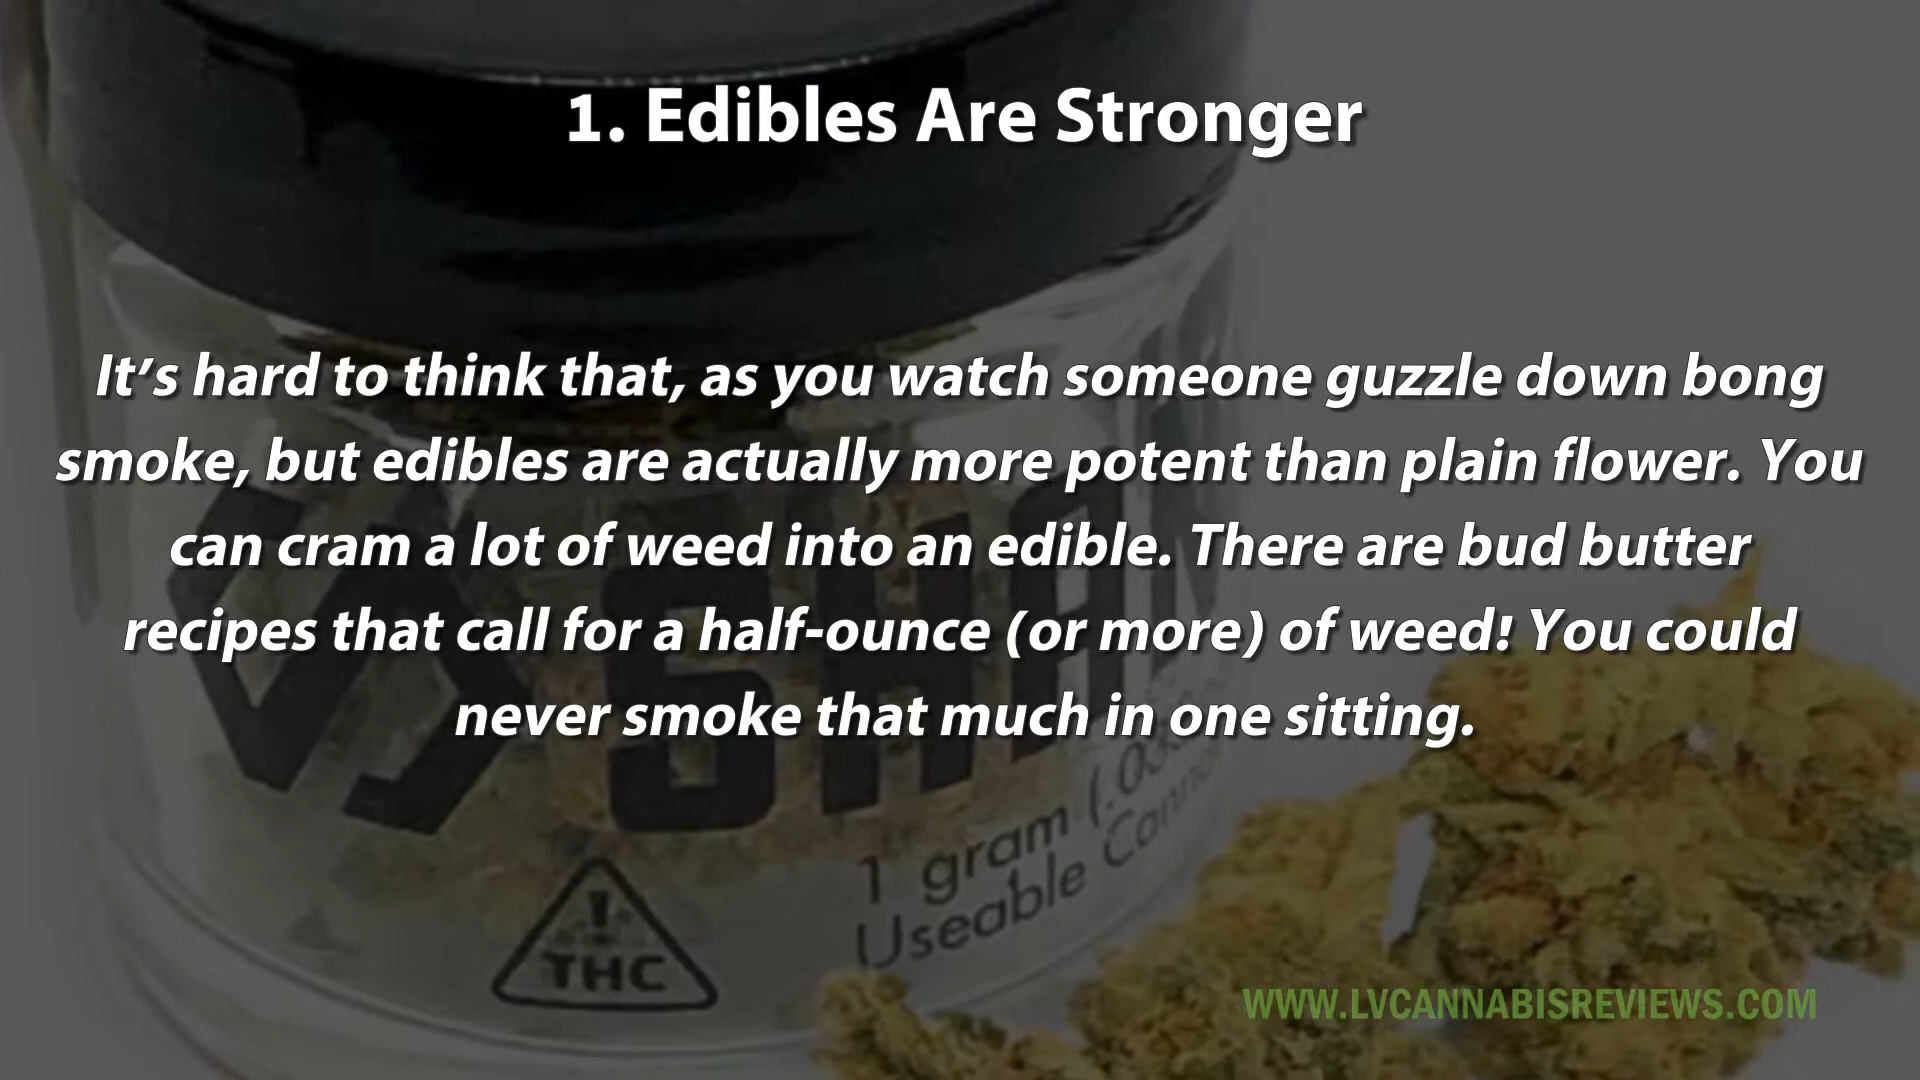 1. Edibles Are Stronger
It’s hard to think that, as you watch someone guzzle down bong
smoke, but edibles are actually more potent than plain flower. You
can cram a lot of weed into an edible. There are bud butter
recipes that call for a half-ounce (or more) of weed! You could
never smoke that much in one sitting.
1 gram (.03
Useable
!
THC
WWW.LVCANNABISREVIEWS.COM